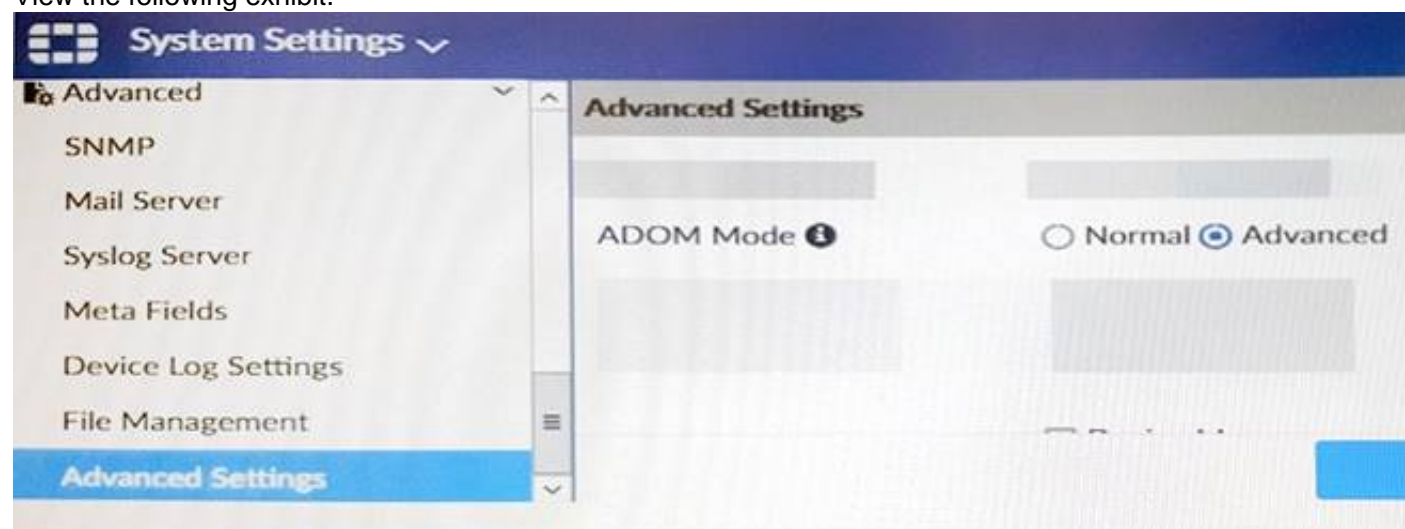 View the following exhibit:
System Settings
Advanced
SNMP
Mail Server
Syslog Server
Meta Fields
Device Log Settings
File Management
Advanced Settings
Advanced Settings
ADOM Mode
Normal Advanced